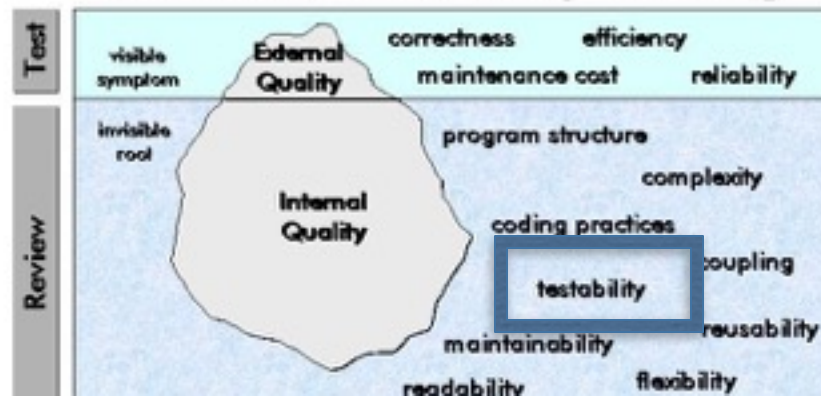 Test
visible
symptom
External
Quality
correctness
efficiency
maintenance cost
reliability
Review
invisible
root
Internal
Quality
program structure
complexity
coding practices
coupling
testability
reusability
maintainability
readability
flexibility